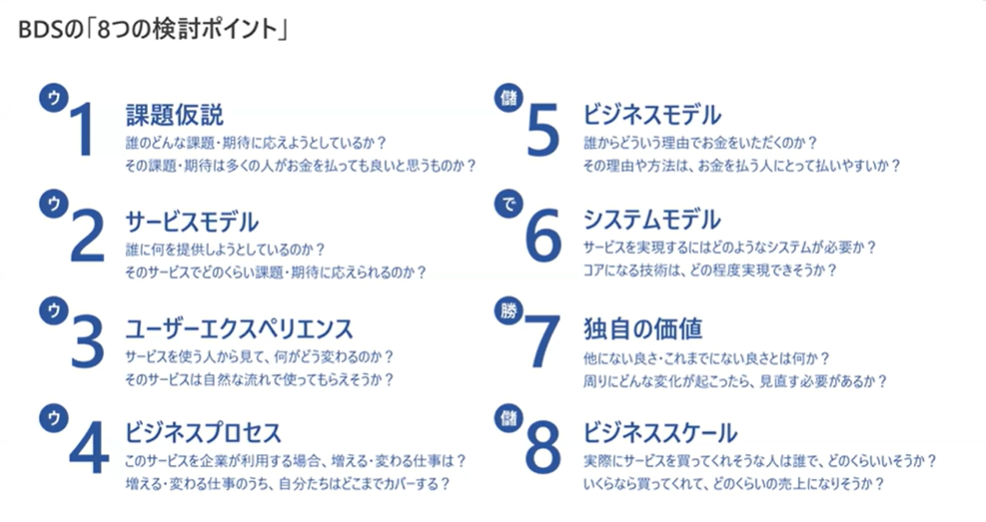 BDSの「8つの検討ポイント」
ウ
1
課題仮説
誰のどんな課題・期待に応えようとしているか？
その課題・期待は多くの人がお金を払っても良いと思うものか？
ウ
2
サービスモデル
誰に何を提供しようとしているのか？
そのサービスでどのくらい課題・期待に応えられるのか？
ウ
3
ユーザーエクスペリエンス
サービスを使う人から見て、何がどう変わるのか？
そのサービスは自然な流れで使ってもらえそうか？
ウ
4
ビジネスプロセス
このサービスを企業が利用する場合、増える・変わる仕事は？
増える・変わる仕事のうち、自分たちはどこまでカバーする？
儲
5
ビジネスモデル
誰からどういう理由でお金をいただくのか？
その理由や方法は、お金を払う人にとって払いやすいか？
で
6
システムモデル
サービスを実現するにはどのようなシステムが必要か？
コアになる技術は、どの程度実現できそうか？
勝
7
独自の価値
他にない良さ・これまでにない良さとは何か？
周りにどんな変化が起こったら、見直す必要があるか？
儲
8
ビジネススケール
実際にサービスを買ってくれそうな人は誰で、どのくらいいそうか？
いくらなら買ってくれて、どのくらいの売上になりそうか？